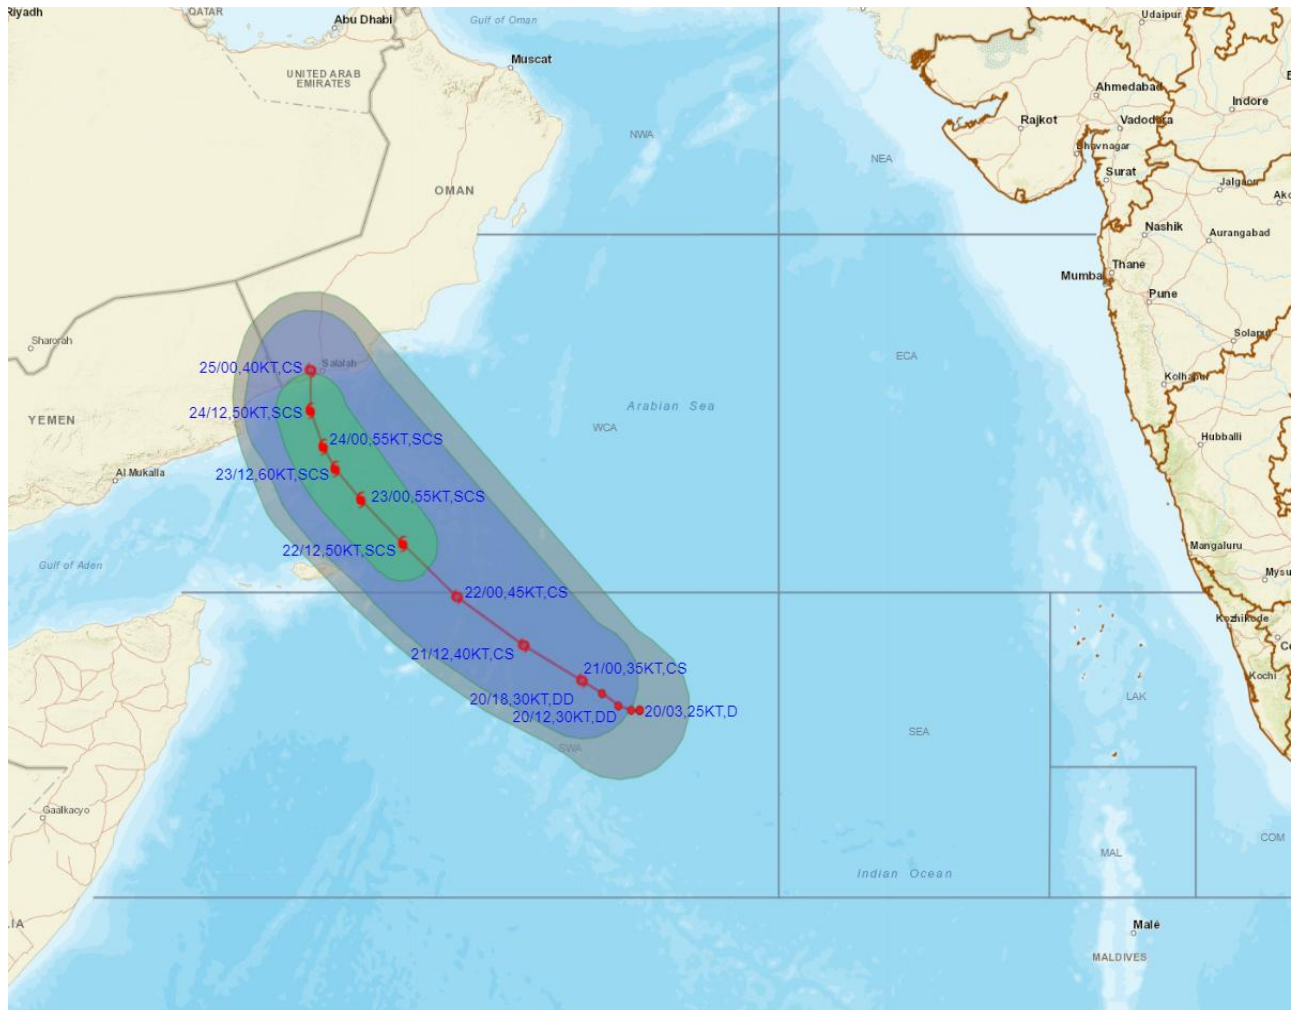 Riyadh
QATAR
Abu Dhabi
Gulf of Oman
Udaipur
Muscat
UNITED ARAB
EMIRATES
Ahmedabad
Indore
Rajkot
Vadodara
NWA
NEA
Bhavnagar
Surat
Jalgaon
OMAN
Nashik
Aurangabad
Mumbai
Thane
Pune
Sharorah
Solapur
Salalah
25/00,40KT,CS
ECA
Kolhapur
24/12,50KT,SCS
Arabian Sea
YEMEN
WCA
24/00,55KT,SCS
Hubballi
Al Mukalla
23/12,60KT,SCS
23/00,55KT,SCS
22/12,50KT,SCS
Mangaluru
Gulf of Aden
Mysu
22/00,45KT,CS
Kozhikode
21/12,40KT,CS
21/00,35KT,CS
Kochi
20/18,30KT,DD
LAK
20/12,30KT,DD
20/03,25KT,D
SWA
SEA
Gaalkacyo
COM
MAL
Indian Ocean
LIA
Malé
MALDIVES